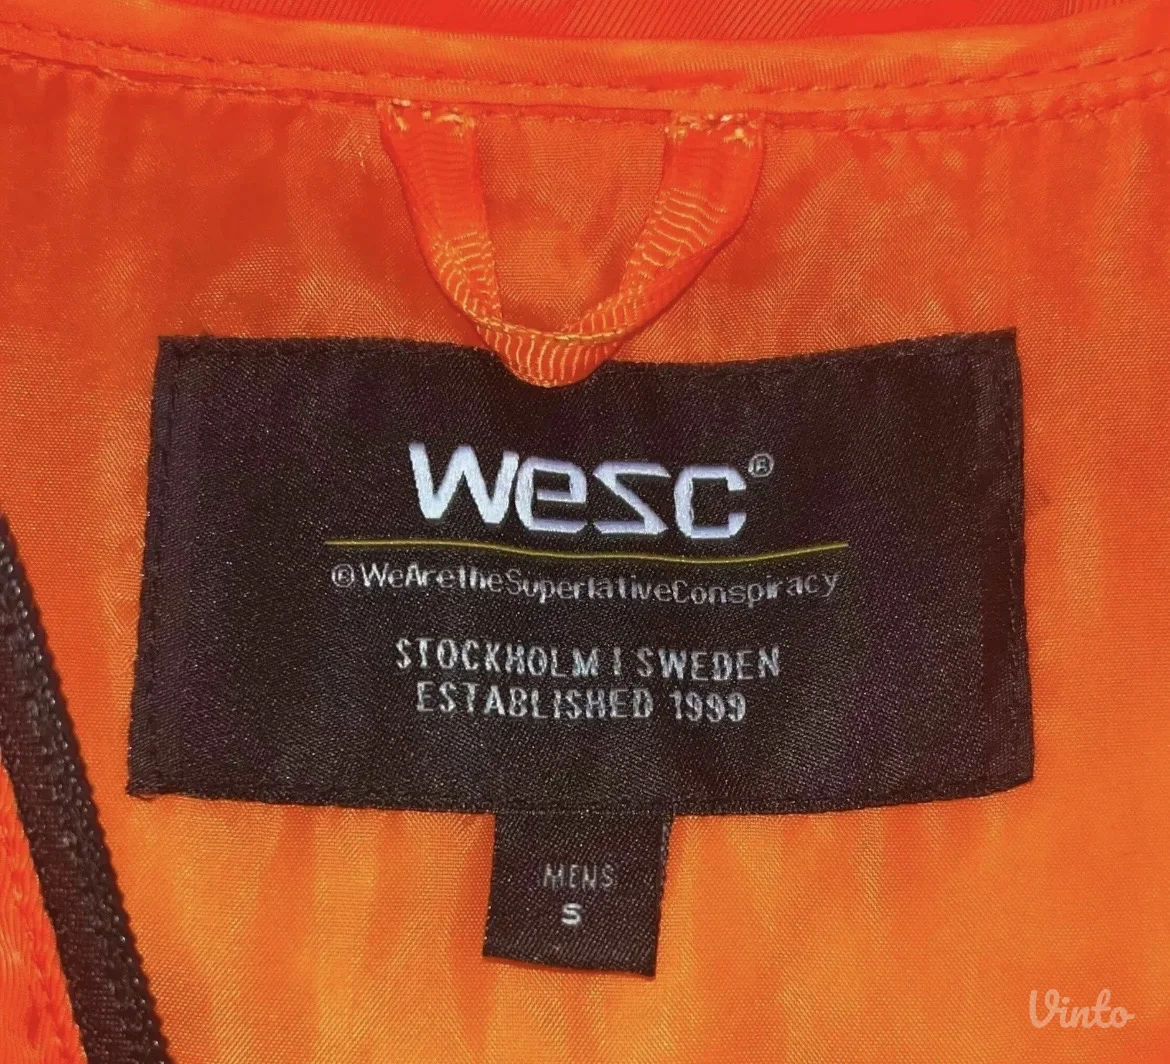 wesc®
®WeAretheSuperlativeConspiracy
STOCKHOLM | SWEDEN
ESTABLISHED 1999
MENS
S
Vinto